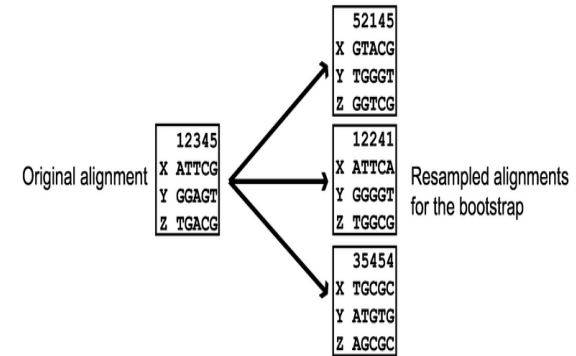 52145
X GTACG
Y TGGGT
Z GGTCG
Original alignment
12345
X ATTCG
Y GGAGT
Z TGACG
12241
X ATTCA
Y GGGGT
Z TGGCG
Resampled alignments
for the bootstrap
35454
X TGCGC
Y ATGTG
Z AGCGC